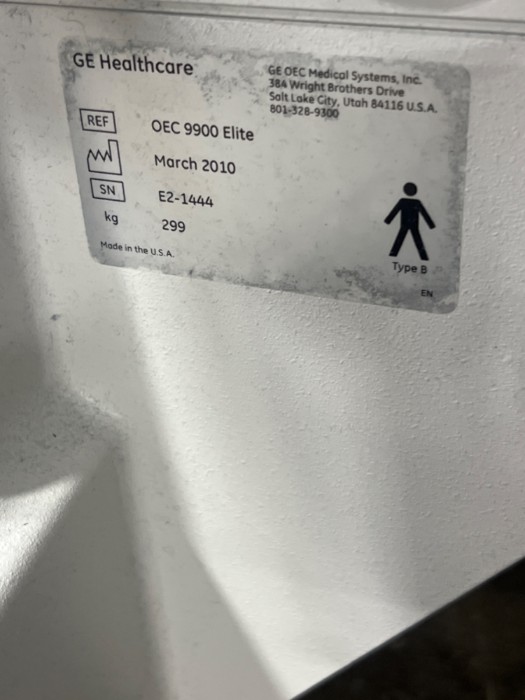 GE Healthcare
GE OEC Medical Systems, Inc.
384 Wright Brothers Drive
Salt Lake City, Utah 84116 U.S.A.
801-328-9300
REF OEC 9900 Elite
March 2010
SN E2-1444
kg 299
Made in the U.S.A.
Type B
EN